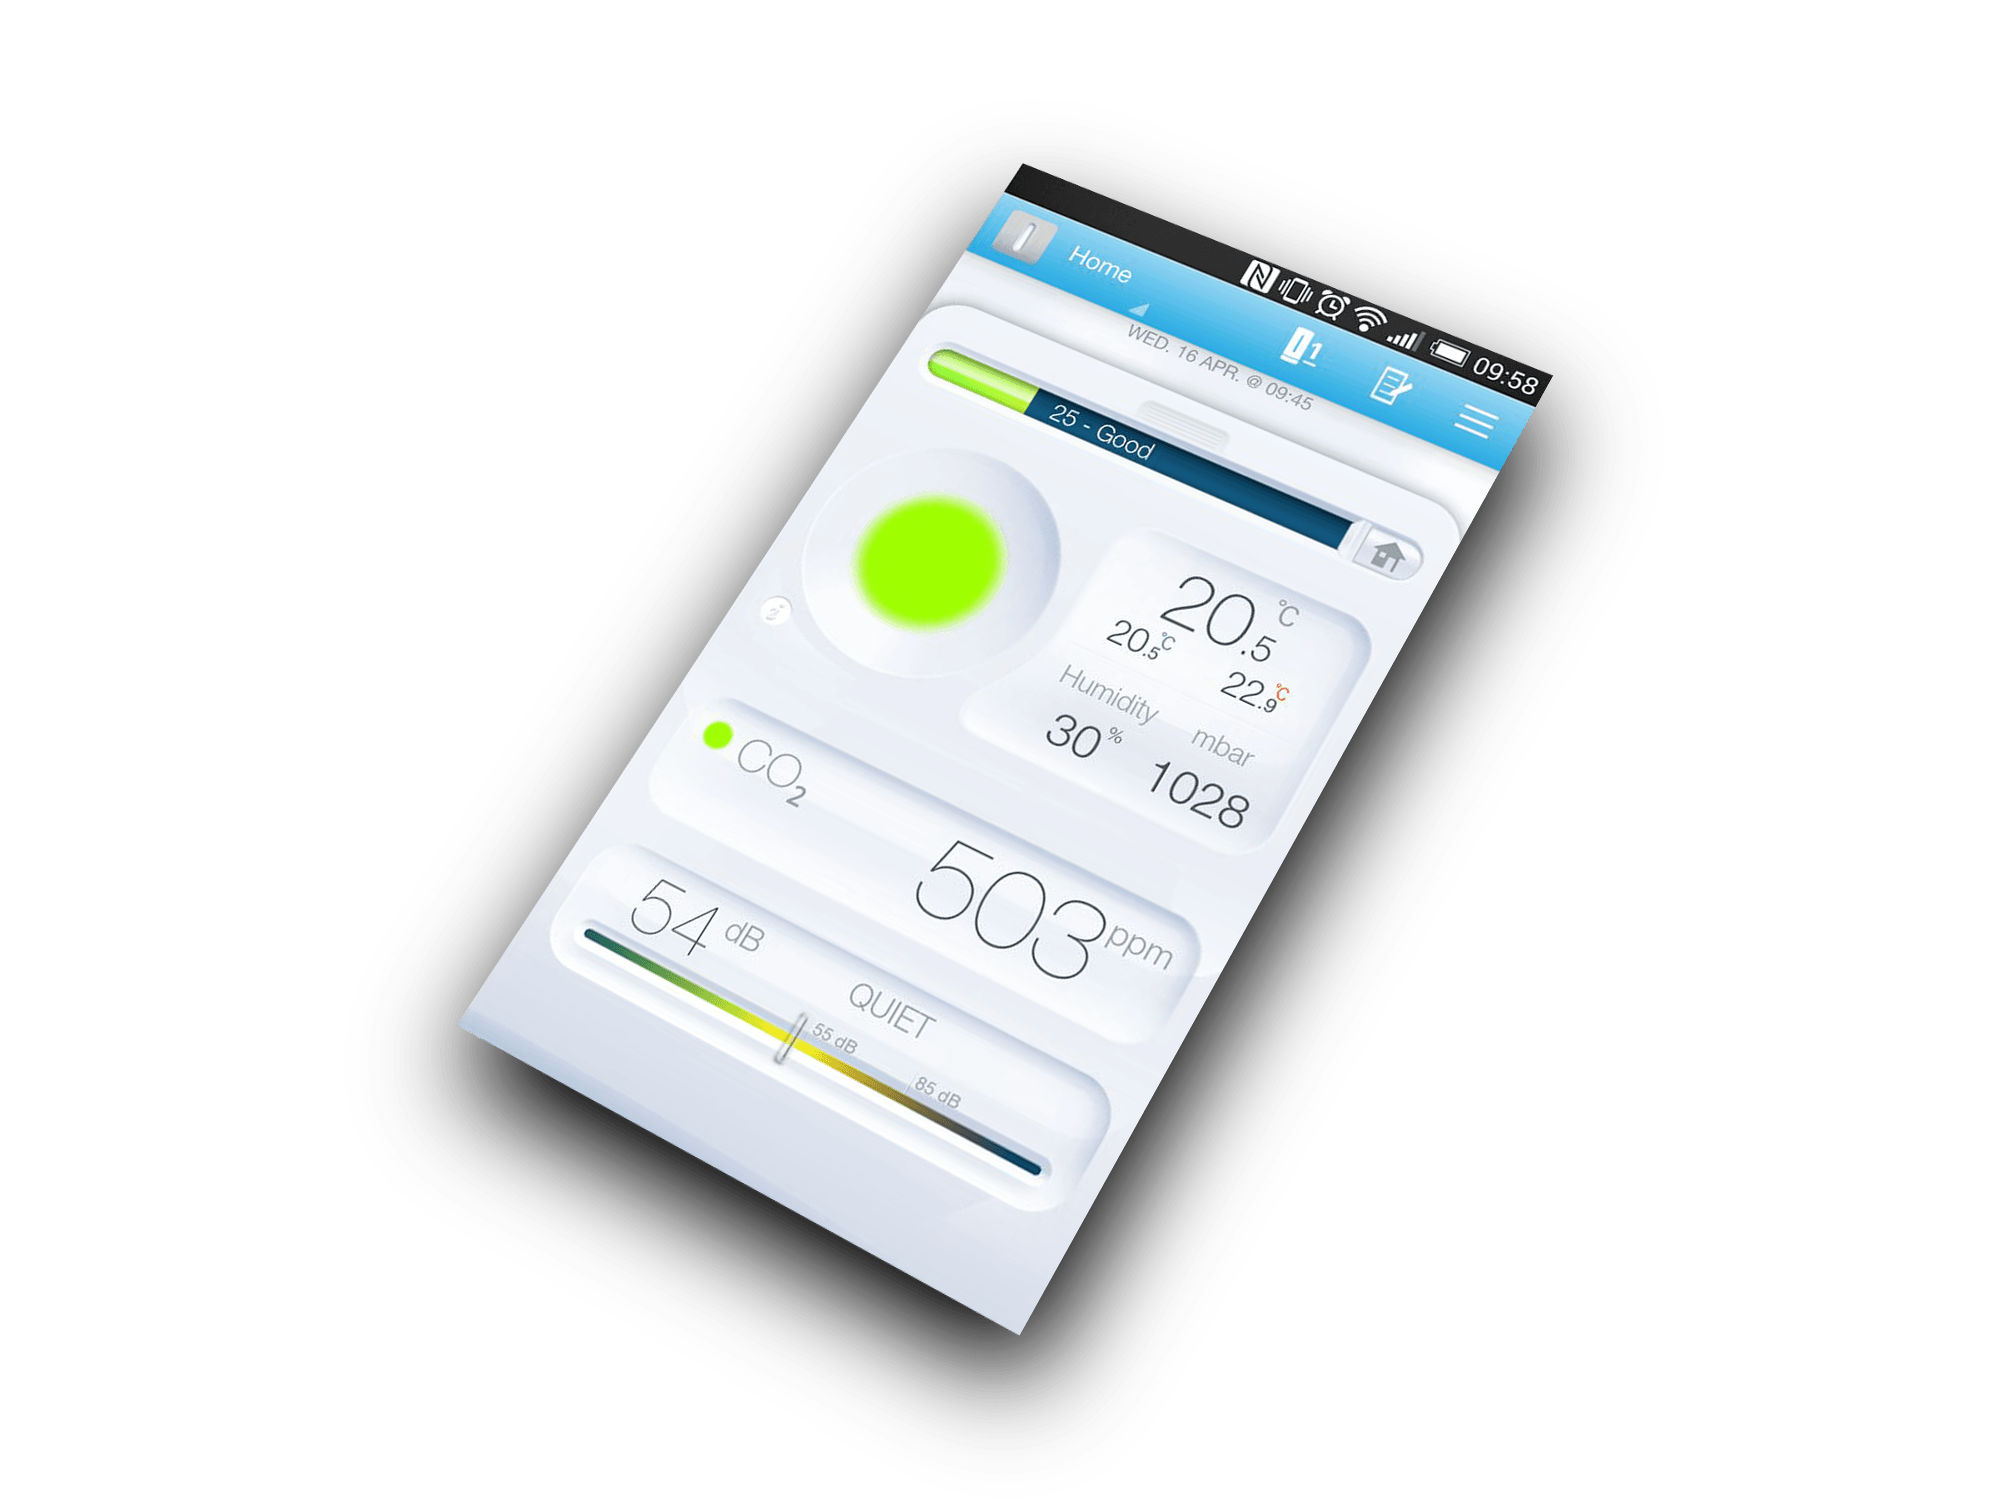 09:58
Home
1
WED. 16 APR. @ 09:45
25 - Good
20.5 °C
20.5 °C 22.9 °C
Humidity mbar
30 % 1028
i
CO2
503 ppm
54 dB
QUIET
55 dB
85 dB